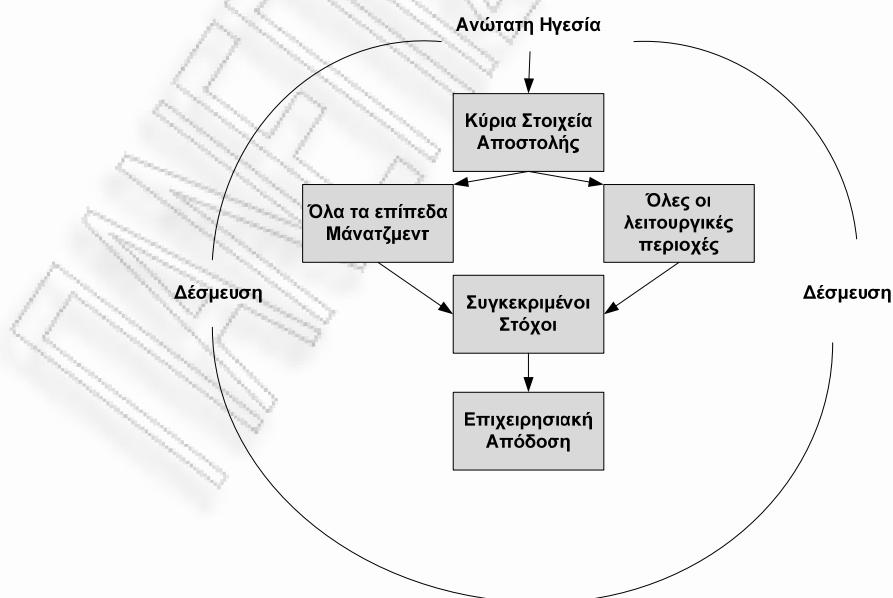 Ανώτατη Ηγεσία
Κύρια Στοιχεία
Αποστολής
Όλα τα επίπεδα
Μάνατζμεντ
Όλες οι
λειτουργικές
περιοχές
Δέσμευση
Συγκεκριμένοι
Στόχοι
Δέσμευση
Επιχειρησιακή
Απόδοση